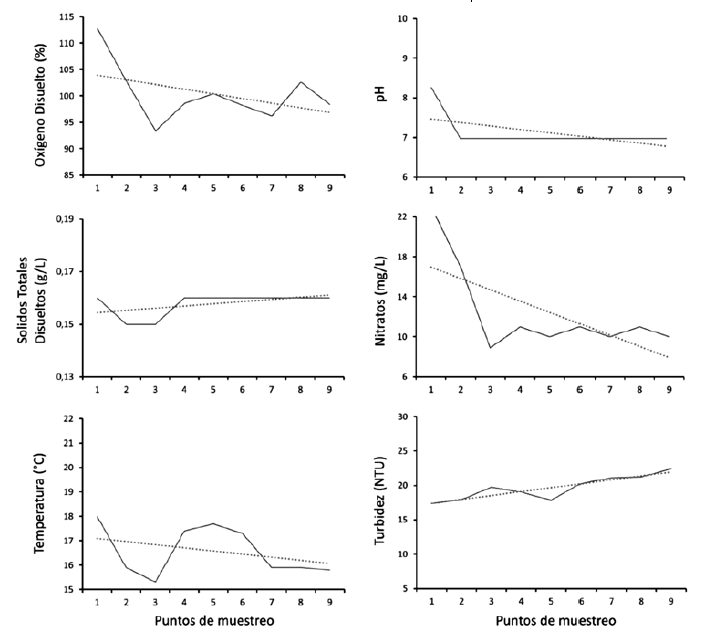 115
110
105
100
95
90
85
Oxígeno Disuelto (%)
1 2 3 4 5 6 7 8 9
10
9
8
7
6
pH
1 2 3 4 5 6 7 8 9
0,19
0,17
0,15
0,13
Solidos Totales
Disueltos (g/L)
1 2 3 4 5 6 7 8 9
22
18
14
10
6
Nitratos (mg/L)
1 2 3 4 5 6 7 8 9
22
21
20
19
18
17
16
15
Temperatura (°C)
1 2 3 4 5 6 7 8 9
Puntos de muestreo
30
25
20
15
10
5
Turbidez (NTU)
1 2 3 4 5 6 7 8 9
Puntos de muestreo